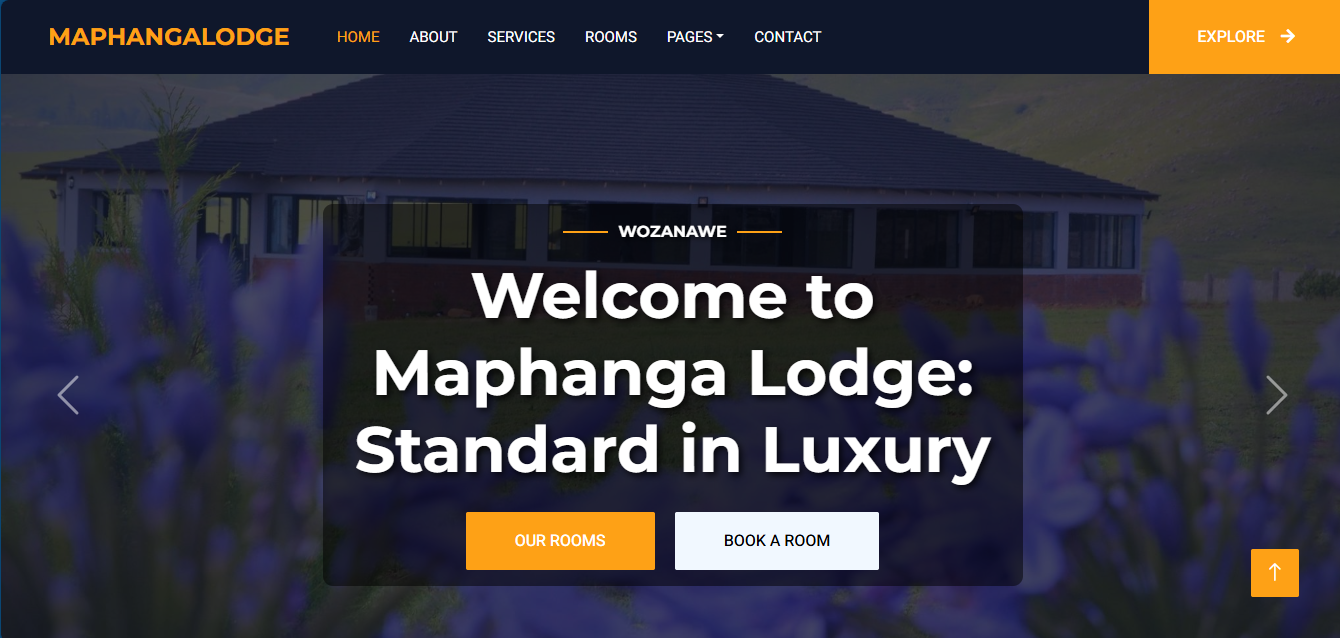 MAPHANGALODGE
HOME ABOUT SERVICES ROOMS PAGES CONTACT
EXPLORE
WOZANAWE
Welcome to
Maphanga Lodge:
Standard in Luxury
OUR ROOMS
BOOK A ROOM